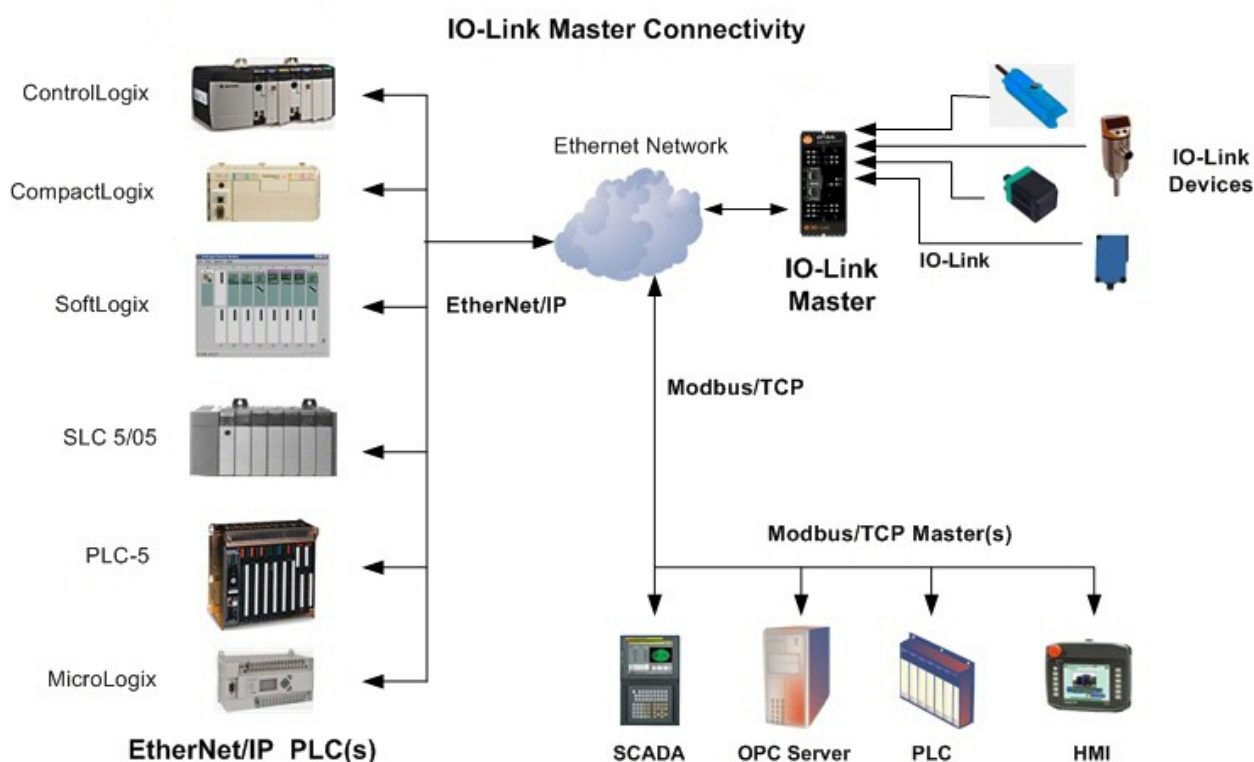 IO-Link Master Connectivity
ControlLogix
CompactLogix
SoftLogix
SLC 5/05
PLC-5
MicroLogix
EtherNet/IP PLC(s)
EtherNet/IP
Ethernet Network
IO-Link
Master
IO-Link
IO-Link
Devices
Modbus/TCP
Modbus/TCP Master(s)
SCADA
OPC Server
PLC
HMI